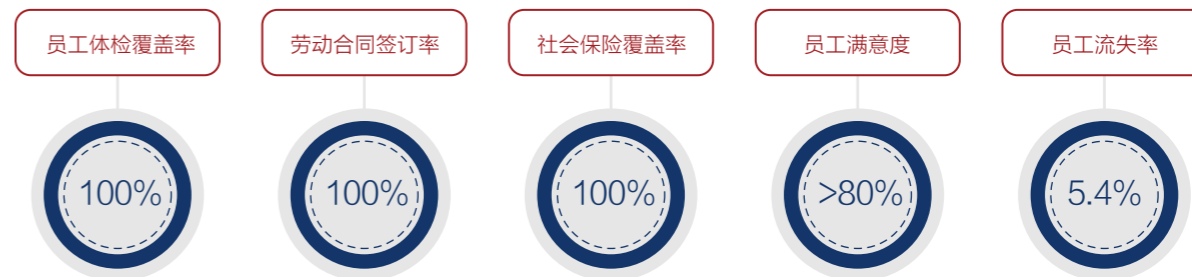 员工体检覆盖率
劳动合同签订率
社会保险覆盖率
员工满意度
员工流失率
100%
100%
100%
>80%
5.4%